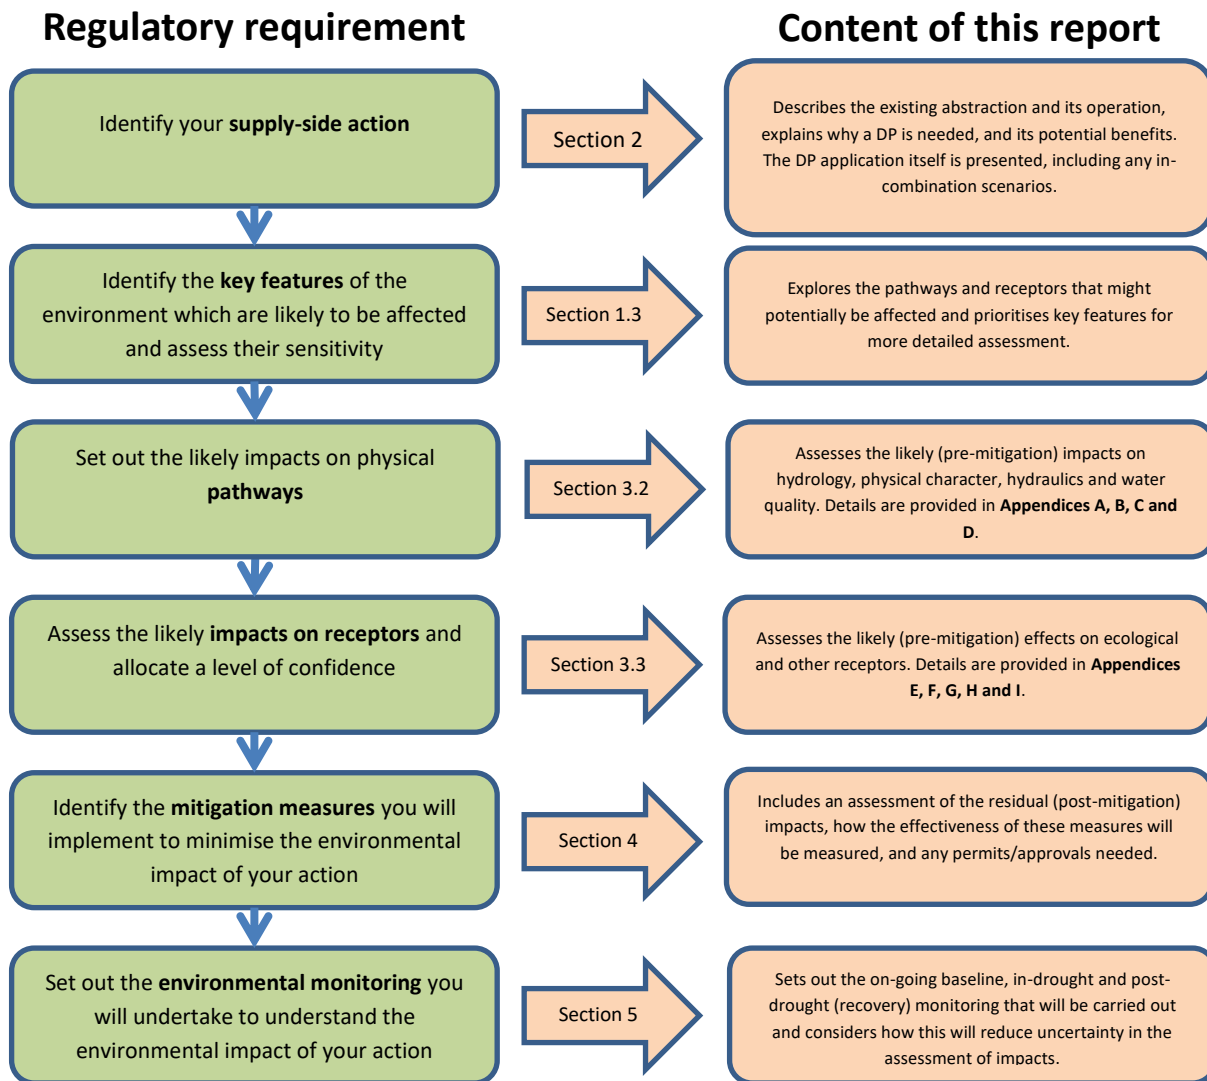 Regulatory requirement
Content of this report
Identify your supply-side action
Section 2
Describes the existing abstraction and its operation,
explains why a DP is needed, and its potential benefits.
The DP application itself is presented, including any in-
combination scenarios.
Identify the key features of the
environment which are likely to be affected
and assess their sensitivity
Section 1.3
Explores the pathways and receptors that might
potentially be affected and prioritises key features for
more detailed assessment.
Set out the likely impacts on physical
pathways
Section 3.2
Assesses the likely (pre-mitigation) impacts on
hydrology, physical character, hydraulics and water
quality. Details are provided in Appendices A, B, C and
D.
Assess the likely impacts on receptors and
allocate a level of confidence
Section 3.3
Assesses the likely (pre-mitigation) effects on ecological
and other receptors. Details are provided in Appendices
E, F, G, H and I.
Identify the mitigation measures you will
implement to minimise the environmental
impact of your action
Section 4
Includes an assessment of the residual (post-mitigation)
impacts, how the effectiveness of these measures will
be measured, and any permits/approvals needed.
Set out the environmental monitoring you
will undertake to understand the
environmental impact of your action
Section 5
Sets out the on-going baseline, in-drought and post-
drought (recovery) monitoring that will be carried out
and considers how this will reduce uncertainty in the
assessment of impacts.